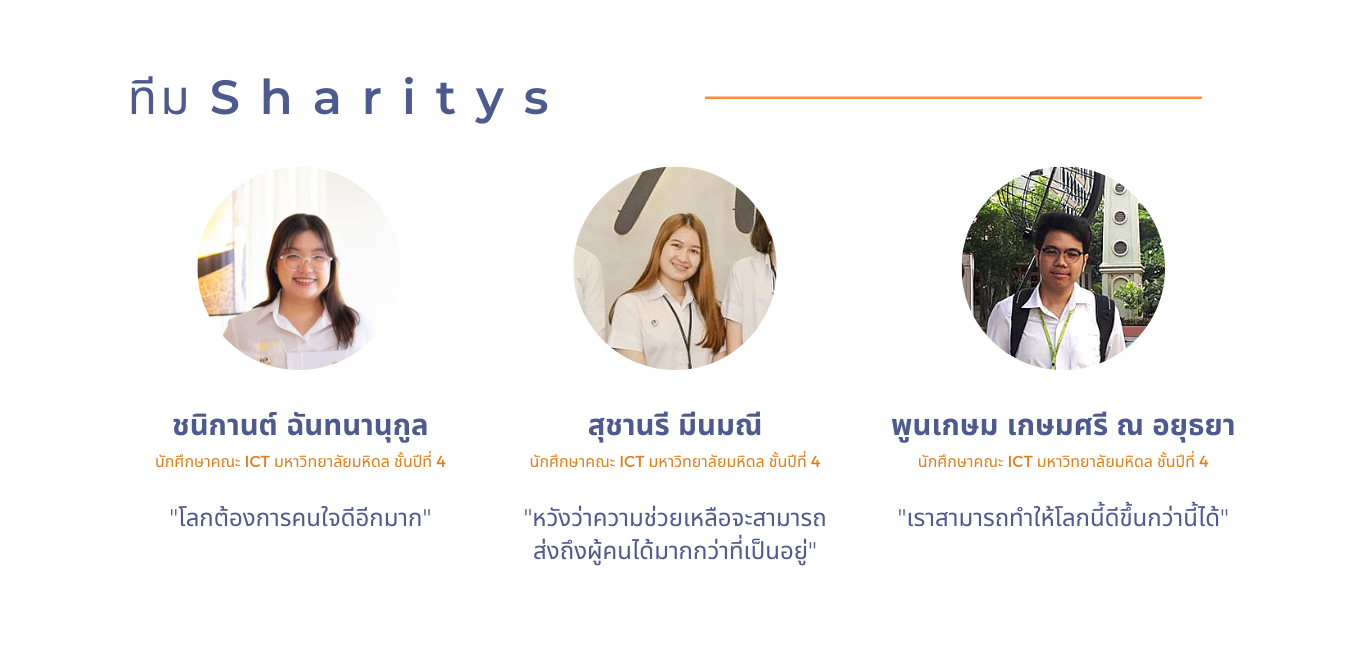 ทีม Sharitys
ชนิกานต์ ฉันทนานุกูล
นักศึกษาคณะ ICT มหาวิทยาลัยมหิดล ชั้นปีที่ 4
"โลกต้องการคนใจดีอีกมาก"
สุชานรี มีนมณี
นักศึกษาคณะ ICT มหาวิทยาลัยมหิดล ชั้นปีที่ 4
"หวังว่าความช่วยเหลือจะสามารถ
ส่งถึงผู้คนได้มากกว่าที่เป็นอยู่"
พูนเกษม เกษมศรี ณ อยุธยา
นักศึกษาคณะ ICT มหาวิทยาลัยมหิดล ชั้นปีที่ 4
"เราสามารถทำให้โลกนี้ดีขึ้นกว่านี้ได้"